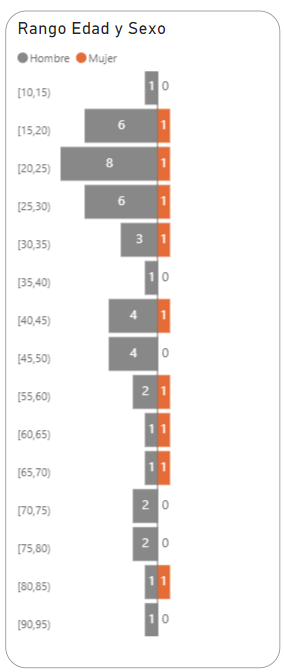 Rango Edad y Sexo
Hombre Mujer
[10,15) 1 0
[15,20) 6 1
[20,25) 8 1
[25,30) 6 1
[30,35) 3 1
[35,40) 1 0
[40,45) 4 1
[45,50) 4 0
[55,60) 2 1
[60,65) 1 1
[65,70) 1 1
[70,75) 2 0
[75,80) 2 0
[80,85) 1 1
[90,95) 1 0